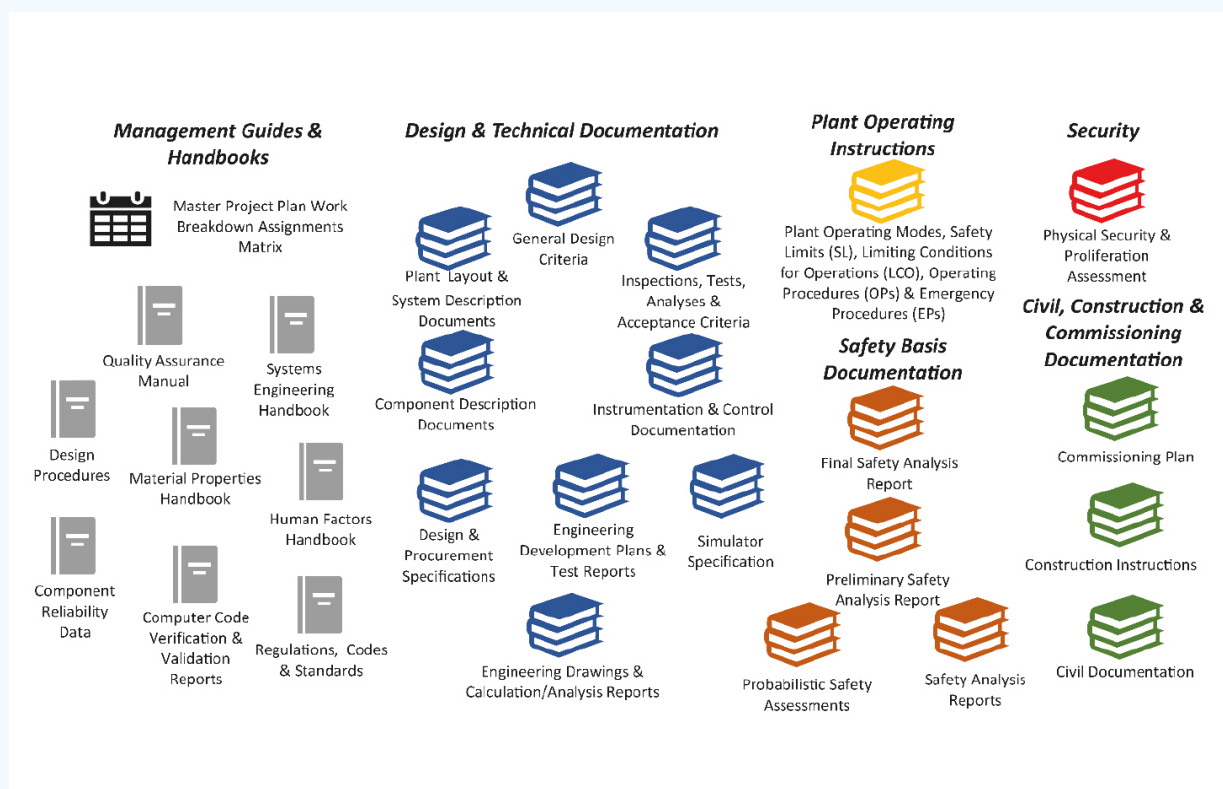 Management Guides &
Handbooks
Master Project Plan Work
Breakdown Assignments
Matrix
Quality Assurance
Manual
Systems
Engineering
Handbook
Design
Procedures
Material Properties
Handbook
Human Factors
Handbook
Component
Reliability
Data
Computer Code
Verification &
Validation
Reports
Regulations, Codes
& Standards
Design & Technical Documentation
General Design
Criteria
Plant Layout &
System Description
Documents
Inspections, Tests,
Analyses &
Acceptance Criteria
Component Description
Documents
Instrumentation & Control
Documentation
Design &
Procurement
Specifications
Engineering
Development Plans &
Test Reports
Simulator
Specification
Engineering Drawings &
Calculation/Analysis Reports
Plant Operating
Instructions
Plant Operating Modes, Safety
Limits (SL), Limiting Conditions
for Operations (LCO), Operating
Procedures (OPs) & Emergency
Procedures (EPs)
Safety Basis
Documentation
Final Safety Analysis
Report
Preliminary Safety
Analysis Report
Probabilistic Safety
Assessments
Safety Analysis
Reports
Security
Physical Security &
Proliferation
Assessment
Civil, Construction &
Commissioning
Documentation
Commissioning Plan
Construction Instructions
Civil Documentation